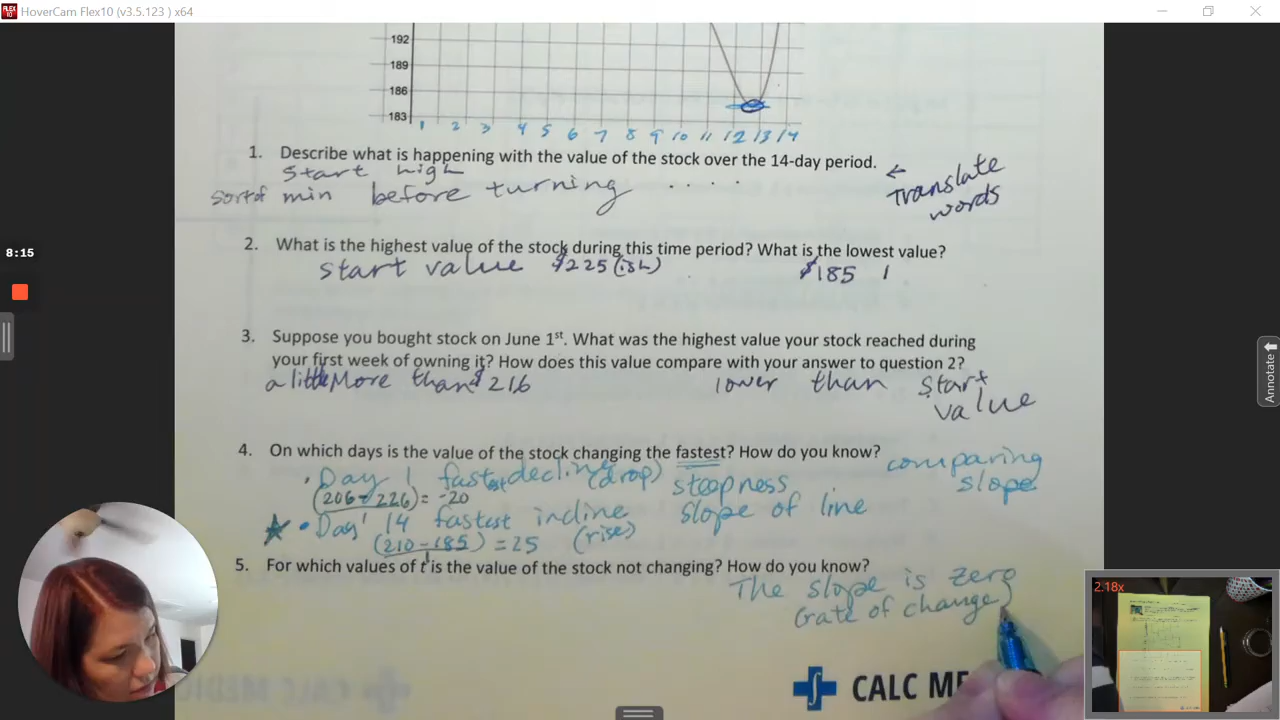 HoverCam Flex10 (v3.5.123 ) x64
192
189
186
183
1 2 3 4 5 6 7 8 9 10 11 12 13 14
1. Describe what is happening with the value of the stock over the 14-day period.
start high
sort of min before turning . . . .
← Translate
words
2. What is the highest value of the stock during this time period? What is the lowest value?
start value $225(ish) $185
3. Suppose you bought stock on June 1st. What was the highest value your stock reached during
your first week of owning it? How does this value compare with your answer to question 2?
a little More than $216 lower than start
value
4. On which days is the value of the stock changing the fastest? How do you know?
• Day 1 fastest decline (drop) steepness comparing
slope
(206-226) = -20
★ • Day 14 fastest incline (rise) slope of line
(210-185) = 25
5. For which values of t is the value of the stock not changing? How do you know?
The slope is zero
(rate of change)
CALC ME
8:15
Annotate
2.18x